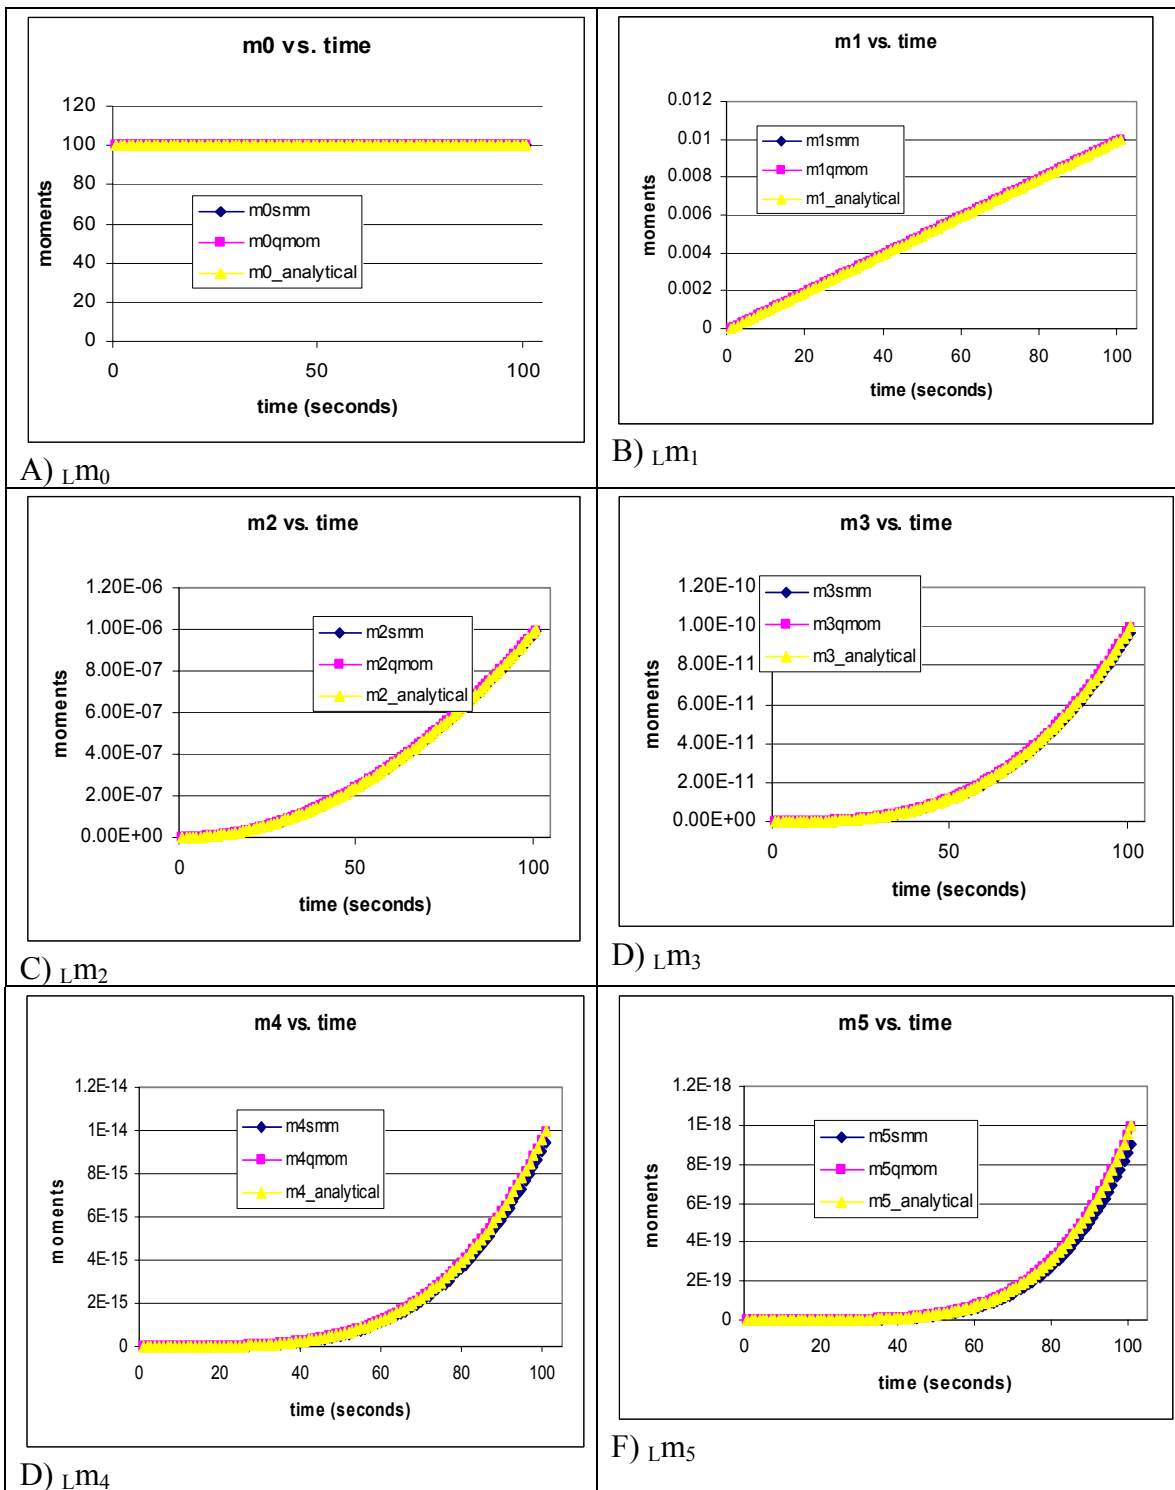 m0 vs. time
120
100
80
60
40
20
0
moments
m0smm
m0qmom
m0_analytical
0 50 100
time (seconds)
A) Lm0
m1 vs. time
0.012
0.01
0.008
0.006
0.004
0.002
0
moments
m1smm
m1qmom
m1_analytical
0 20 40 60 80 100
time (seconds)
B) Lm1
m2 vs. time
1.20E-06
1.00E-06
8.00E-07
6.00E-07
4.00E-07
2.00E-07
0.00E+00
moments
m2smm
m2qmom
m2_analytical
0 50 100
time (seconds)
C) Lm2
m3 vs. time
1.20E-10
1.00E-10
8.00E-11
6.00E-11
4.00E-11
2.00E-11
0.00E+00
moments
m3smm
m3qmom
m3_analytical
0 50 100
time (seconds)
D) Lm3
m4 vs. time
1.2E-14
1E-14
8E-15
6E-15
4E-15
2E-15
0
moments
m4smm
m4qmom
m4_analytical
0 20 40 60 80 100
time (seconds)
D) Lm4
m5 vs. time
1.2E-18
1E-18
8E-19
6E-19
4E-19
2E-19
0
moments
m5smm
m5qmom
m5_analytical
0 20 40 60 80 100
time (seconds)
F) Lm5